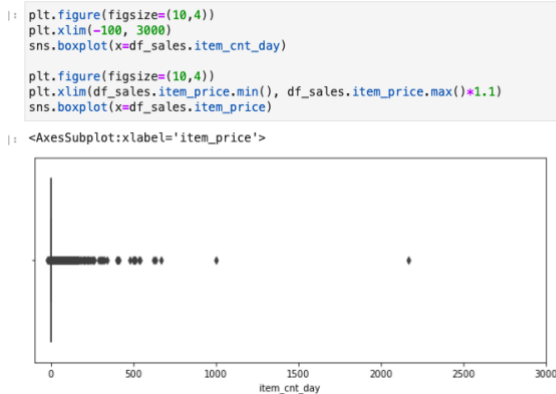 plt.figure(figsize=(10,4))
plt.xlim(-100, 3000)
sns.boxplot(x=df_sales.item_cnt_day)
plt.figure(figsize=(10,4))
plt.xlim(df_sales.item_price.min(), df_sales.item_price.max()*1.1)
sns.boxplot(x=df_sales.item_price)
<AxesSubplot:xlabel='item_price'>
0 500 1000 1500 2000 2500 3000
item_cnt_day